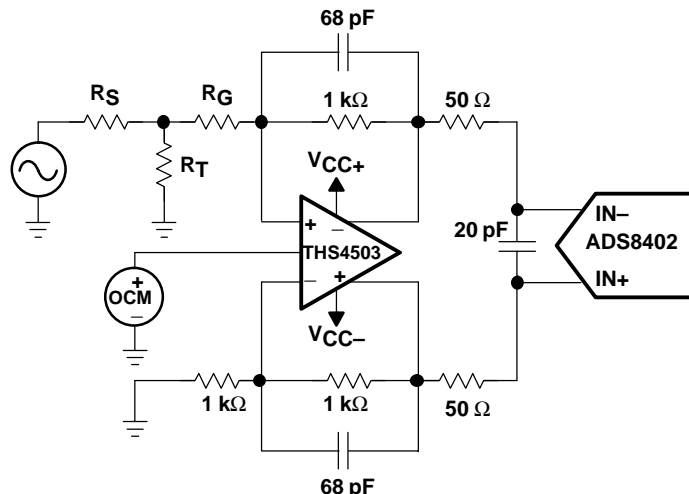 68 pF
RS
RG
1 kΩ
50 Ω
RT
VCC+
+
−
IN−
THS4503
20 pF
ADS8402
+
OCM
−
−
+
IN+
VCC−
1 kΩ
1 kΩ
50 Ω
68 pF